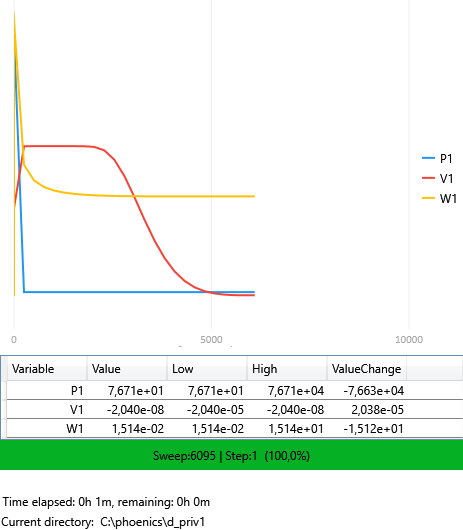 P1
V1
W1
0
5000
10000
Variable Value Low High ValueChange
P1 7,671e+01 7,671e+01 7,671e+04 -7,663e+04
V1 -2,040e-08 -2,040e-05 -2,040e-08 2,038e-05
W1 1,514e-02 1,514e-02 1,514e+01 -1,512e+01
Sweep:6095 | Step:1 (100,0%)
Time elapsed: 0h 1m, remaining: 0h 0m
Current directory: C:\phoenics\d_priv1